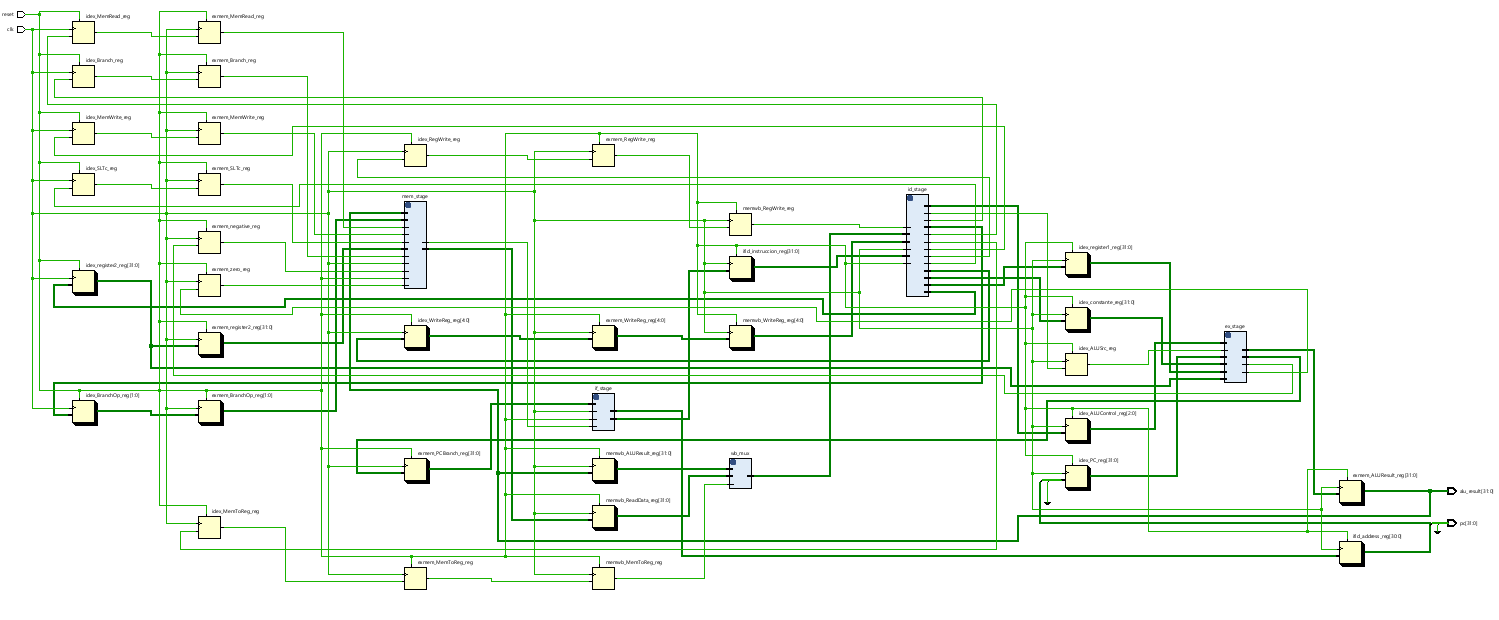 reset
clk
idex_MemRead_reg
exmem_MemRead_reg
idex_Branch_reg
exmem_Branch_reg
idex_MemWrite_reg
exmem_MemWrite_reg
idex_RegWrite_reg
exmem_RegWrite_reg
idex_SLTc_reg
exmem_SLTc_reg
mem_stage
id_stage
memwb_RegWrite_reg
exmem_negative_reg
ifid_instruccion_reg[31:0]
idex_register1_reg[31:0]
idex_register2_reg[31:0]
exmem_zero_reg
idex_constante_reg[31:0]
exmem_register2_reg[31:0]
idex_WriteReg_reg[4:0]
exmem_WriteReg_reg[4:0]
memwb_WriteReg_reg[4:0]
ex_stage
idex_ALUSrc_reg
if_stage
idex_BranchOp_reg[1:0]
exmem_BranchOp_reg[1:0]
idex_ALUControl_reg[2:0]
exmem_PCBranch_reg[31:0]
memwb_ALUResult_reg[31:0]
wb_mux
idex_PC_reg[31:0]
exmem_ALUResult_reg[31:0]
alu_result[31:0]
memwb_ReadData_reg[31:0]
idex_MemToReg_reg
pc[31:0]
ifid_address_reg[30:0]
exmem_MemToReg_reg
memwb_MemToReg_reg